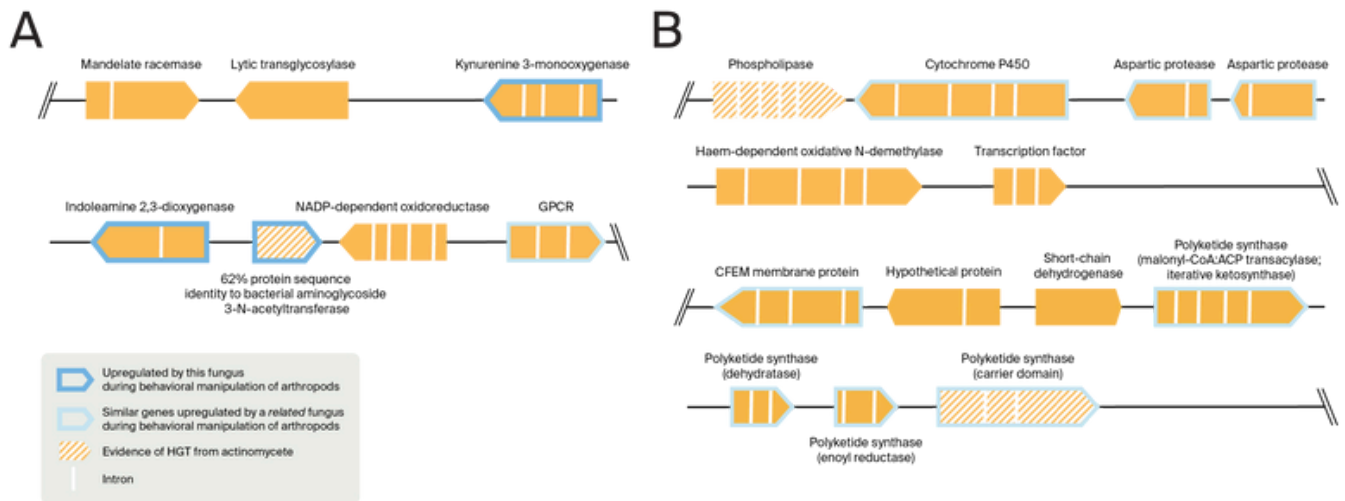 A
Mandelate racemase
Lytic transglycosylase
Kynurenine 3-monooxygenase
Indoleamine 2,3-dioxygenase
NADP-dependent oxidoreductase
GPCR
62% protein sequence
identity to bacterial aminoglycoside
3-N-acetyltransferase
Upregulated by this fungus
during behavioral manipulation of arthropods
Similar genes upregulated by a related fungus
during behavioral manipulation of arthropods
Evidence of HGT from actinomycete
Intron
B
Phospholipase
Cytochrome P450
Aspartic protease
Aspartic protease
Haem-dependent oxidative N-demethylase
Transcription factor
CFEM membrane protein
Hypothetical protein
Short-chain
dehydrogenase
Polyketide synthase
(malonyl-CoA:ACP transacylase;
iterative ketosynthase)
Polyketide synthase
(dehydratase)
Polyketide synthase
(enoyl reductase)
Polyketide synthase
(carrier domain)